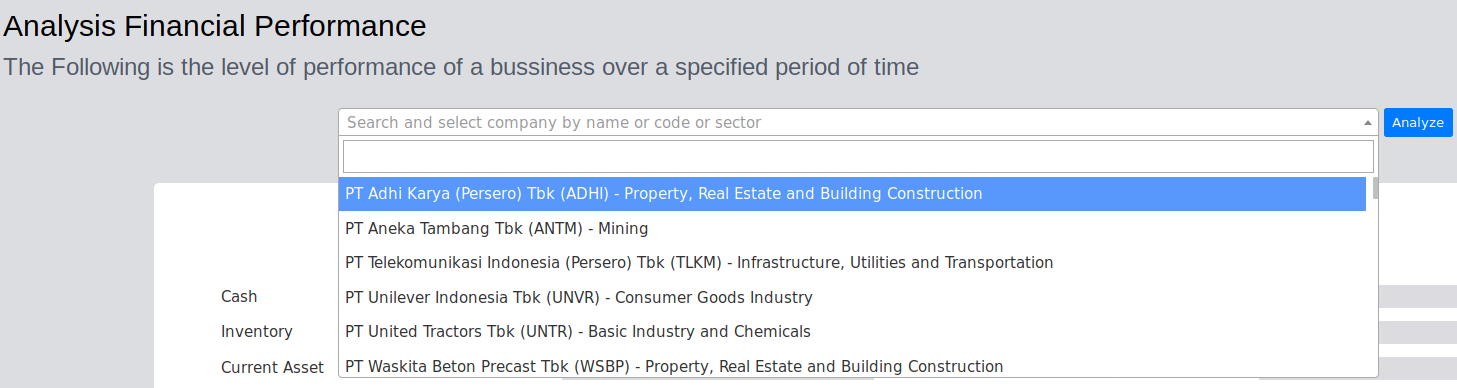 Analysis Financial Performance
The Following is the level of performance of a bussiness over a specified period of time
Search and select company by name or code or sector
Analyze
PT Adhi Karya (Persero) Tbk (ADHI) - Property, Real Estate and Building Construction
PT Aneka Tambang Tbk (ANTM) - Mining
PT Telekomunikasi Indonesia (Persero) Tbk (TLKM) - Infrastructure, Utilities and Transportation
Cash
PT Unilever Indonesia Tbk (UNVR) - Consumer Goods Industry
Inventory
PT United Tractors Tbk (UNTR) - Basic Industry and Chemicals
Current Asset
PT Waskita Beton Precast Tbk (WSBP) - Property, Real Estate and Building Construction